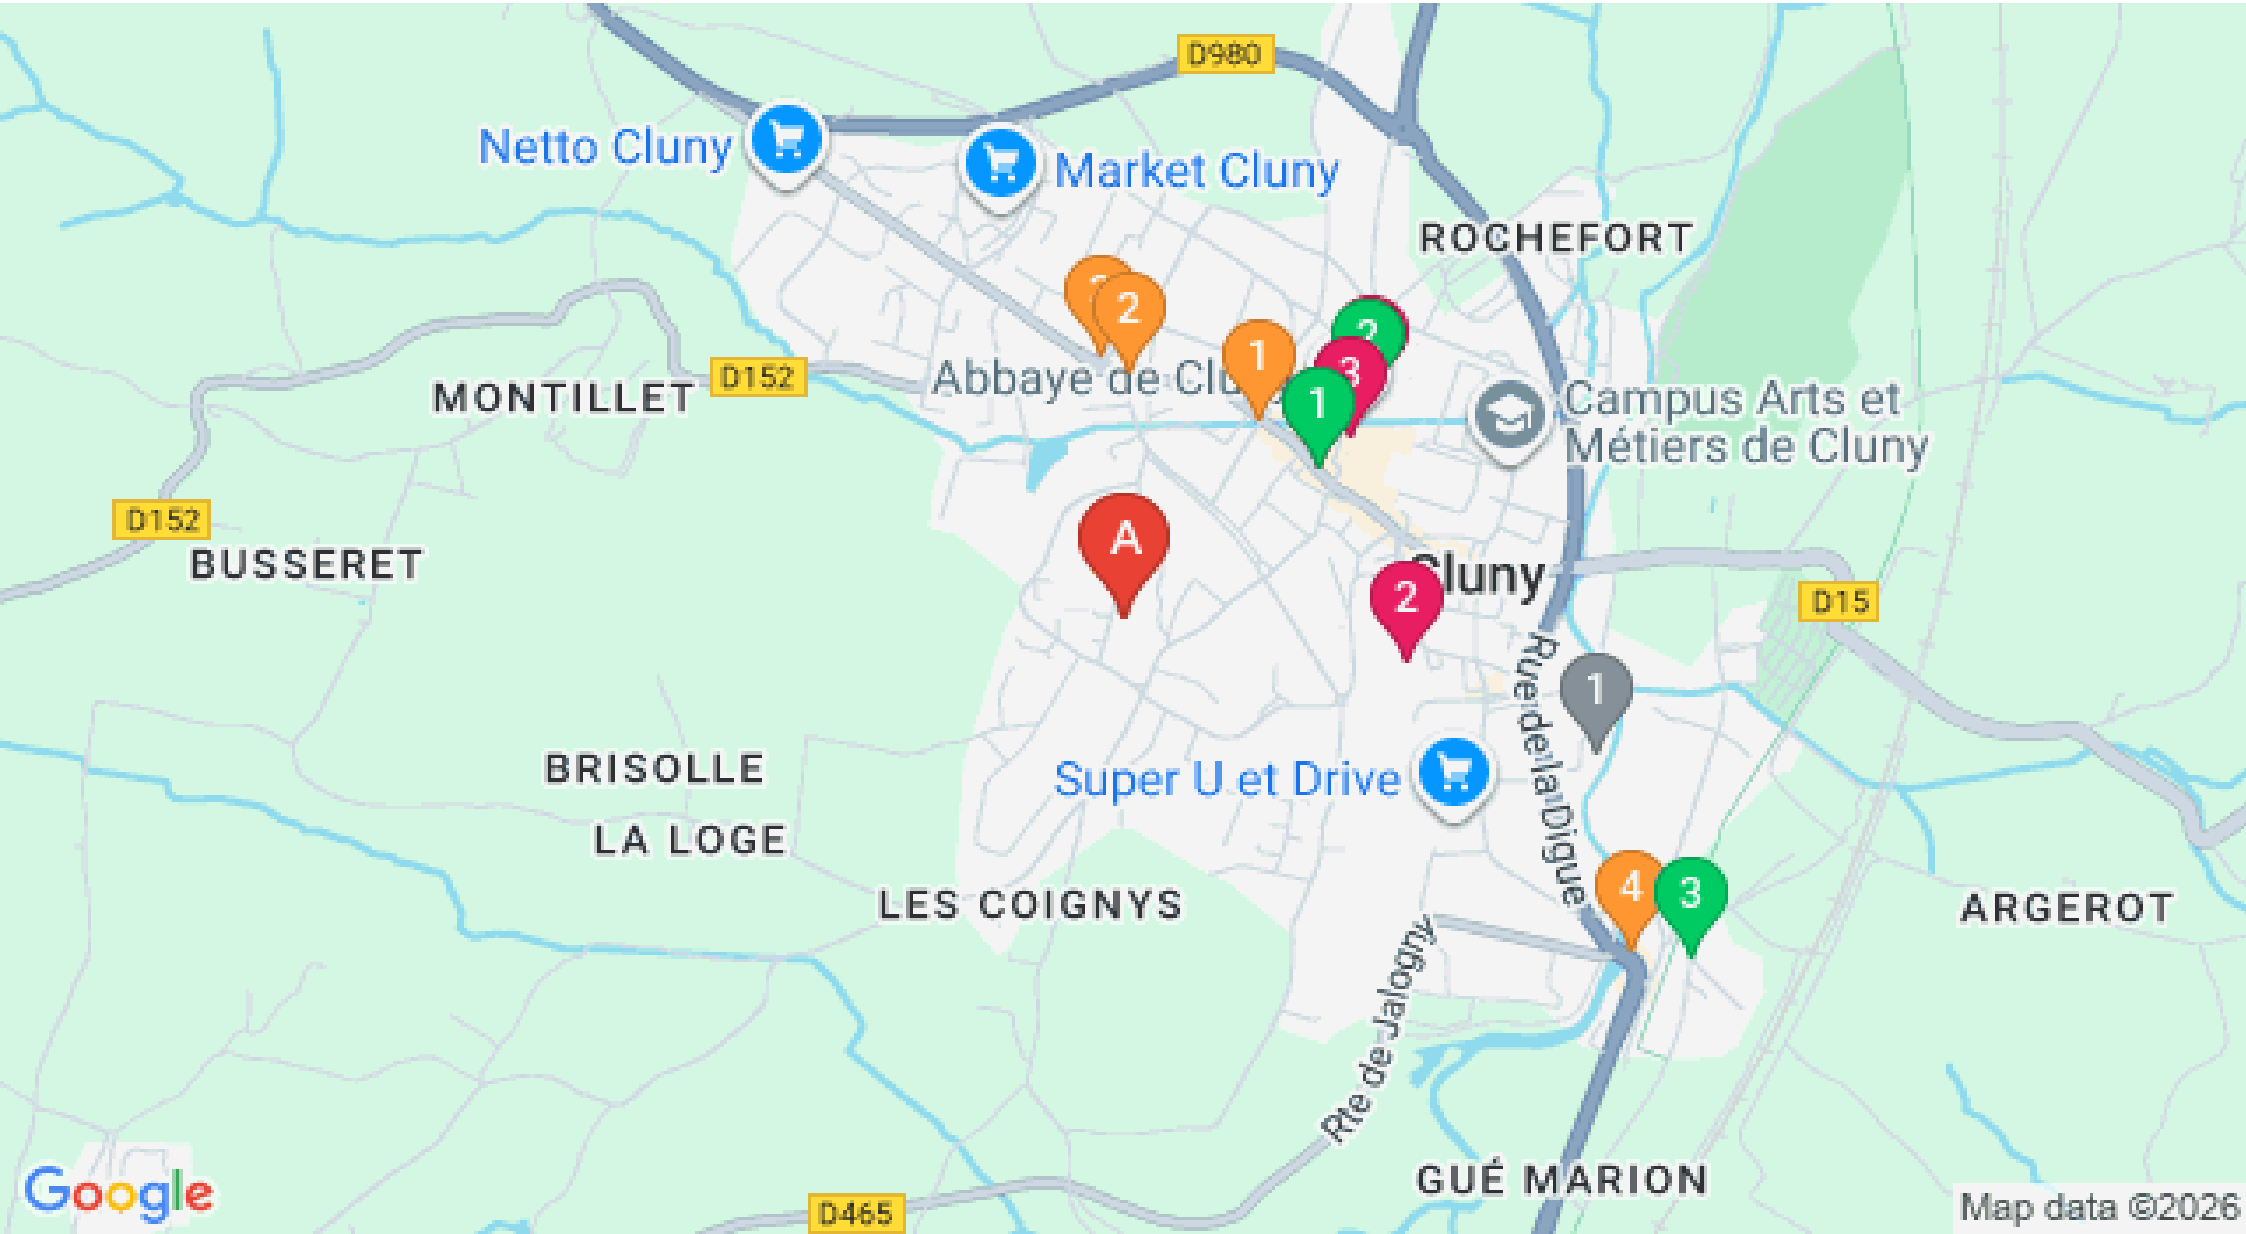 D980
Netto Cluny
Market Cluny
ROCHEFORT
2
1
2
3
1
Abbaye de
D152
MONTILLET
Campus Arts et
Métiers de Cluny
D152
BUSSERET
A
Cluny
2
D15
1
Rue de la Digue
BRISOLLE
Super U et Drive
LA LOGE
4
3
LES COIGNYS
ARGEROT
Rte de Jalogny
GUÉ MARION
Google
D465
Map data ©2026